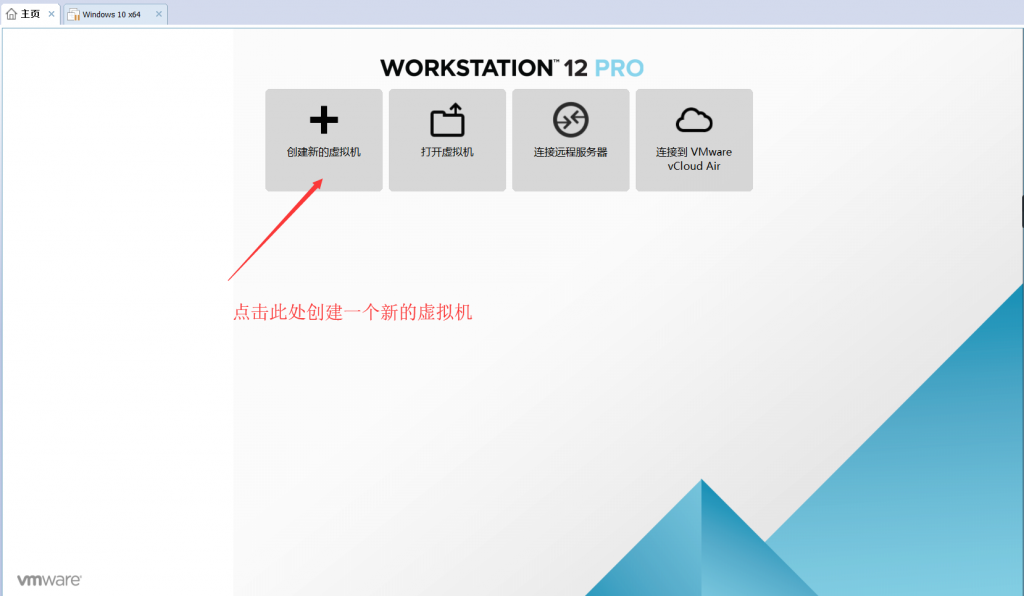 主页
Windows 10 x64
WORKSTATION™ 12 PRO
创建新的虚拟机
打开虚拟机
连接远程服务器
连接到 VMware
vCloud Air
点击此处创建一个新的虚拟机
vmware®